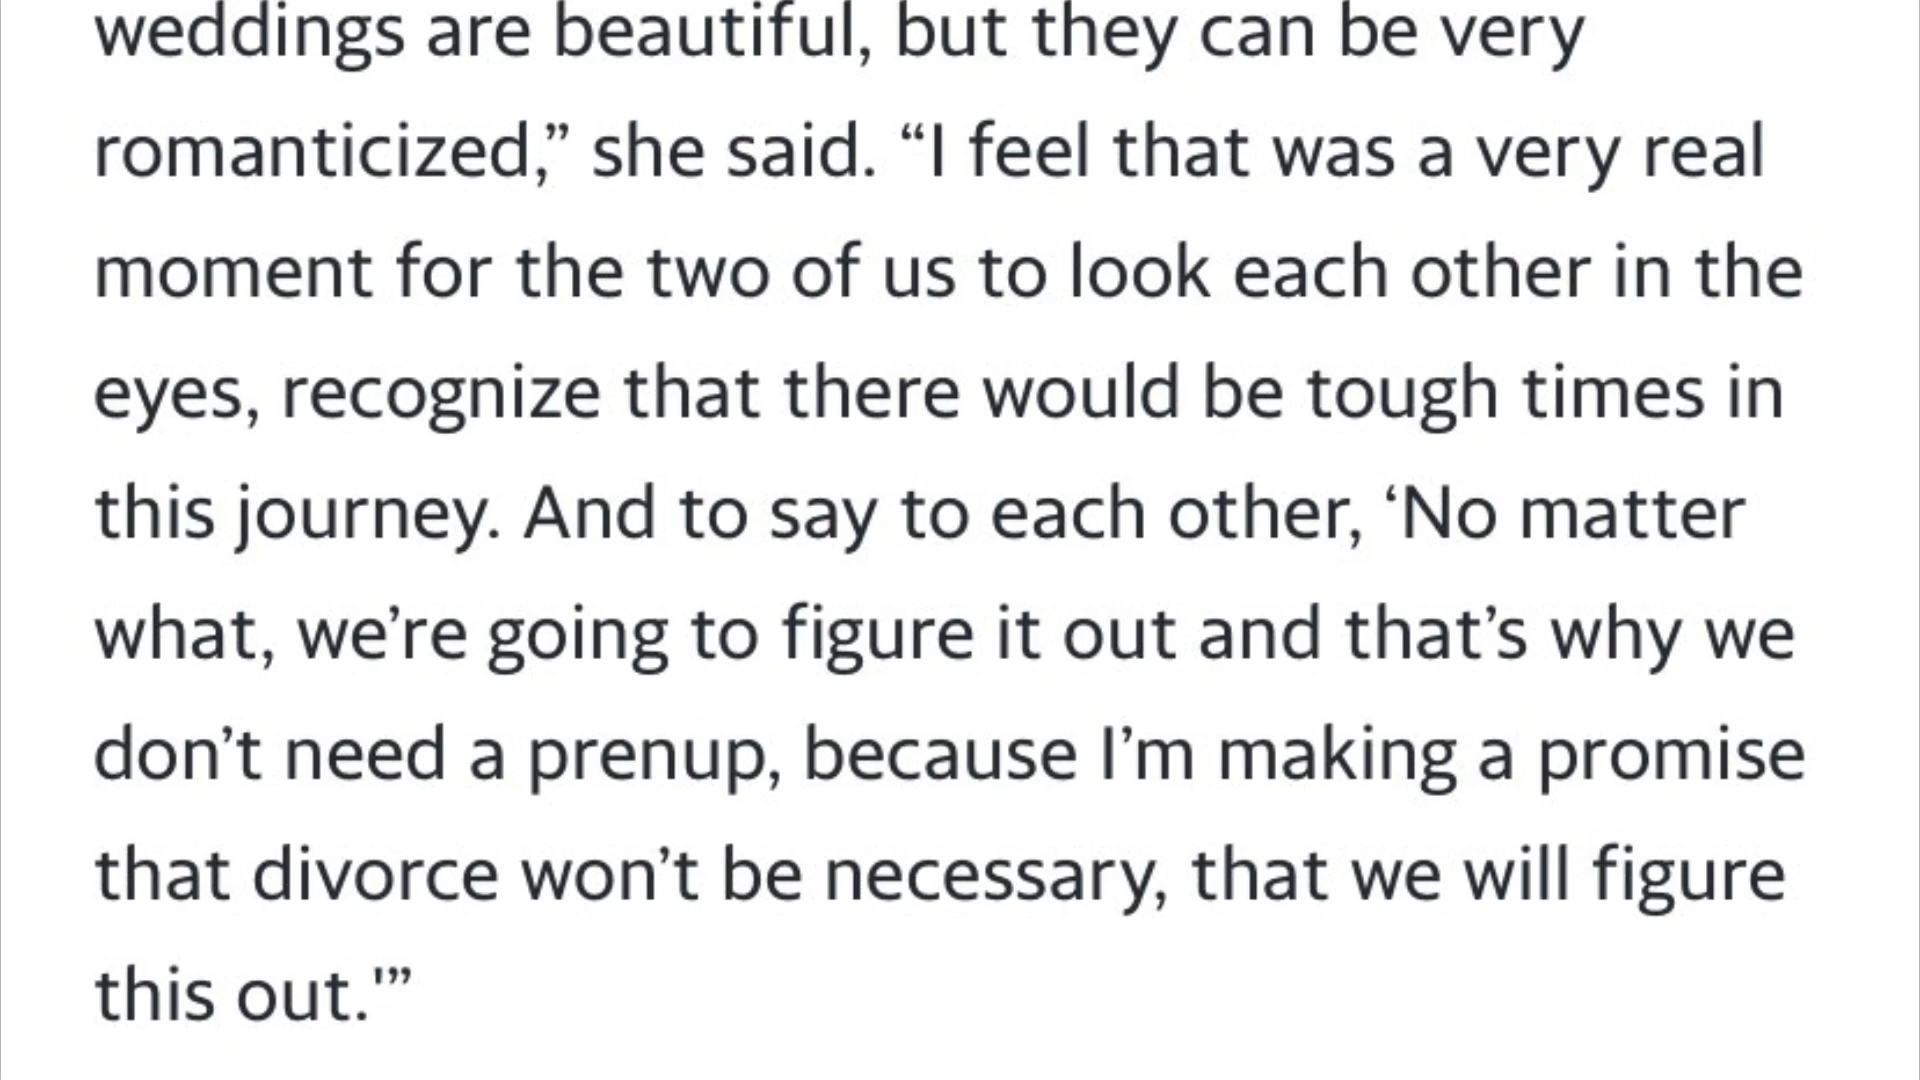 weddings are beautiful, but they can be very
romanticized,” she said. “I feel that was a very real
moment for the two of us to look each other in the
eyes, recognize that there would be tough times in
this journey. And to say to each other, ‘No matter
what, we’re going to figure it out and that’s why we
don’t need a prenup, because I’m making a promise
that divorce won’t be necessary, that we will figure
this out.'”